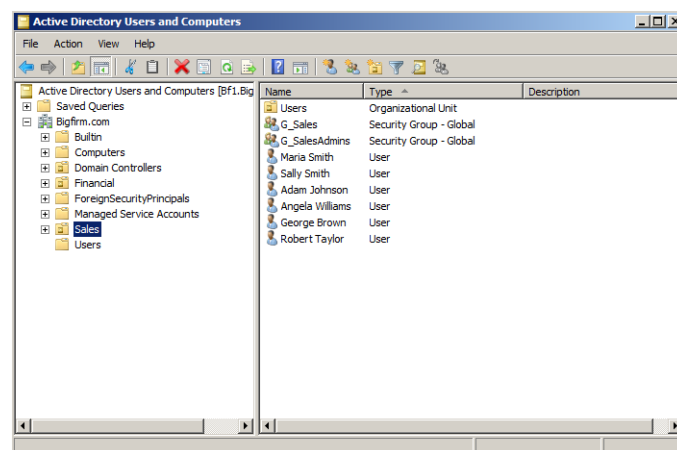 Active Directory Users and Computers
File Action View Help
Active Directory Users and Computers [Bf1.Big
Saved Queries
Bigfirm.com
Builtin
Computers
Domain Controllers
Financial
ForeignSecurityPrincipals
Managed Service Accounts
Sales
Users
Name Type Description
Users Organizational Unit
G_Sales Security Group - Global
G_SalesAdmins Security Group - Global
Maria Smith User
Sally Smith User
Adam Johnson User
Angela Williams User
George Brown User
Robert Taylor User